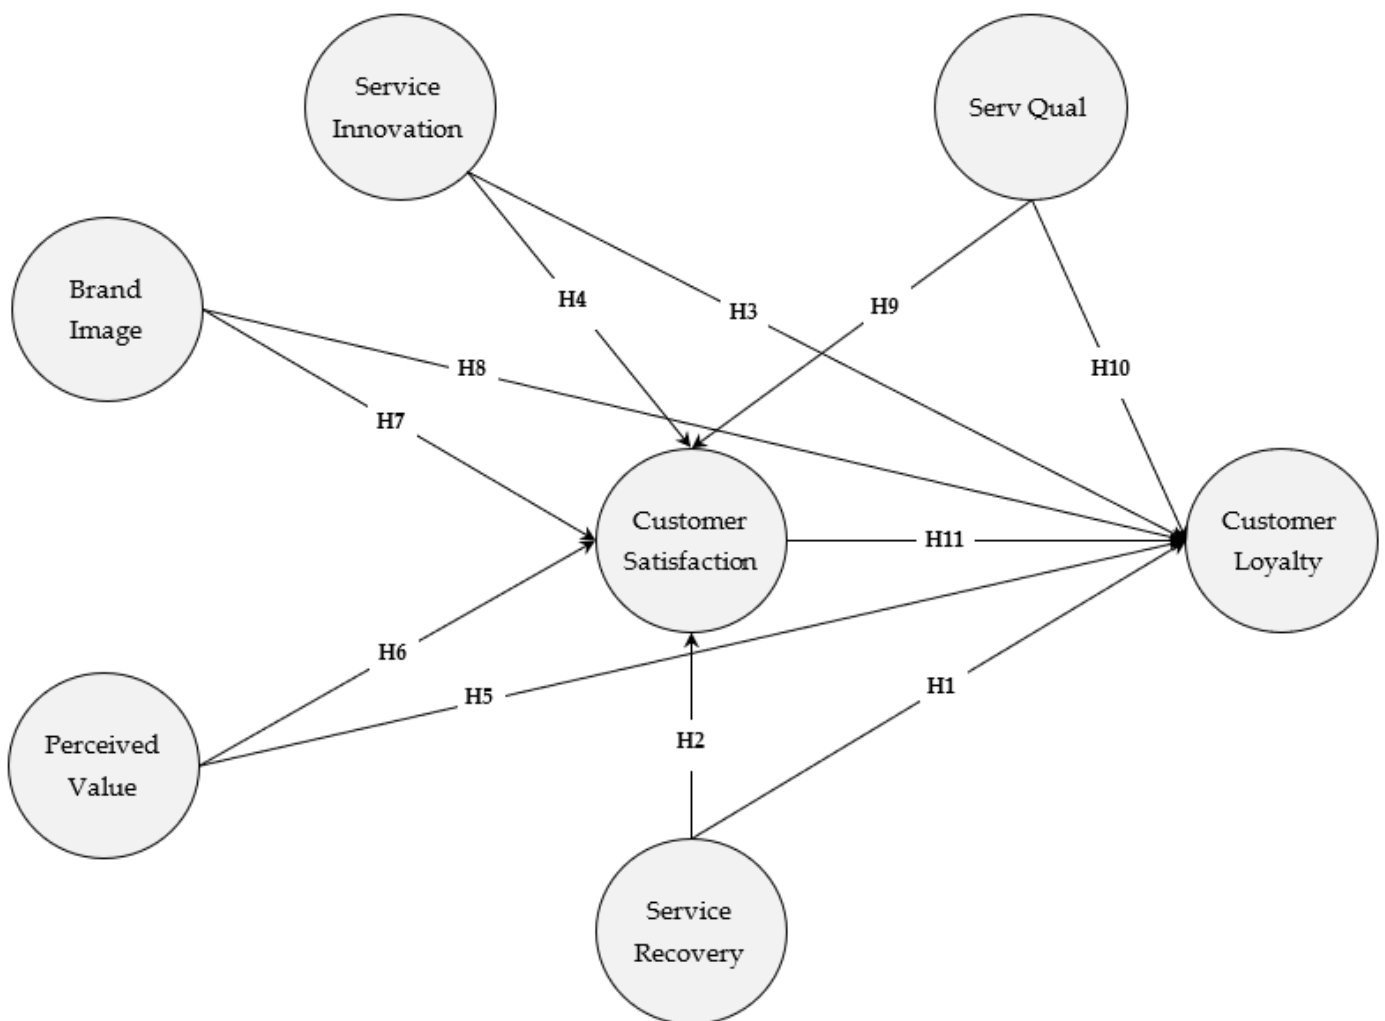 Service
Innovation
Serv Qual
Brand
Image
H4
H3
H9
H8
H10
H7
Customer
Satisfaction
H11
Customer
Loyalty
H6
H5
H1
Perceived
Value
H2
Service
Recovery